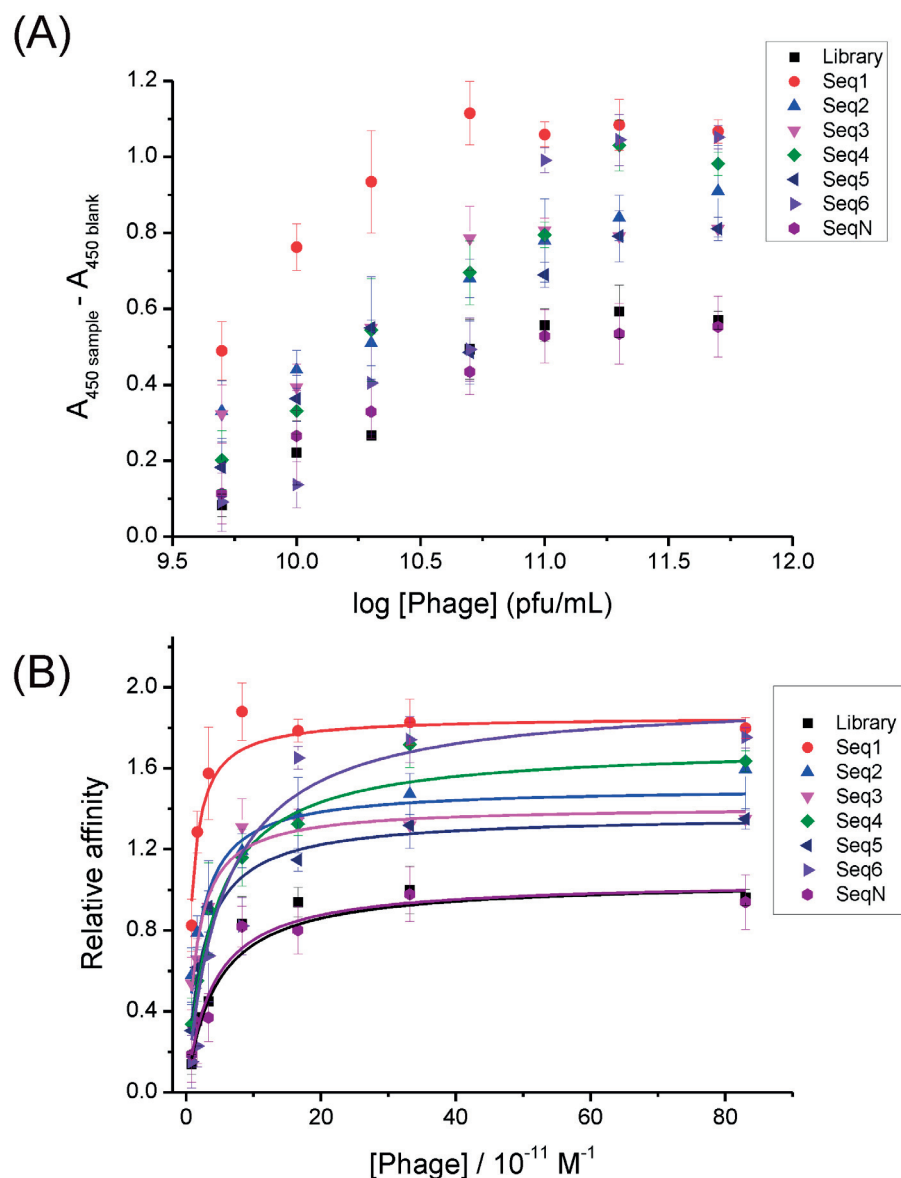 (A)
Library
Seq1
Seq2
Seq3
Seq4
Seq5
Seq6
SeqN
1.2
1.0
0.8
0.6
0.4
0.2
0.0
A450 sample - A450 blank
9.5 10.0 10.5 11.0 11.5 12.0
log [Phage] (pfu/mL)
(B)
Library
Seq1
Seq2
Seq3
Seq4
Seq5
Seq6
SeqN
2.0
1.6
1.2
0.8
0.4
0.0
Relative affinity
0 20 40 60 80
[Phage] / 10-11 M-1